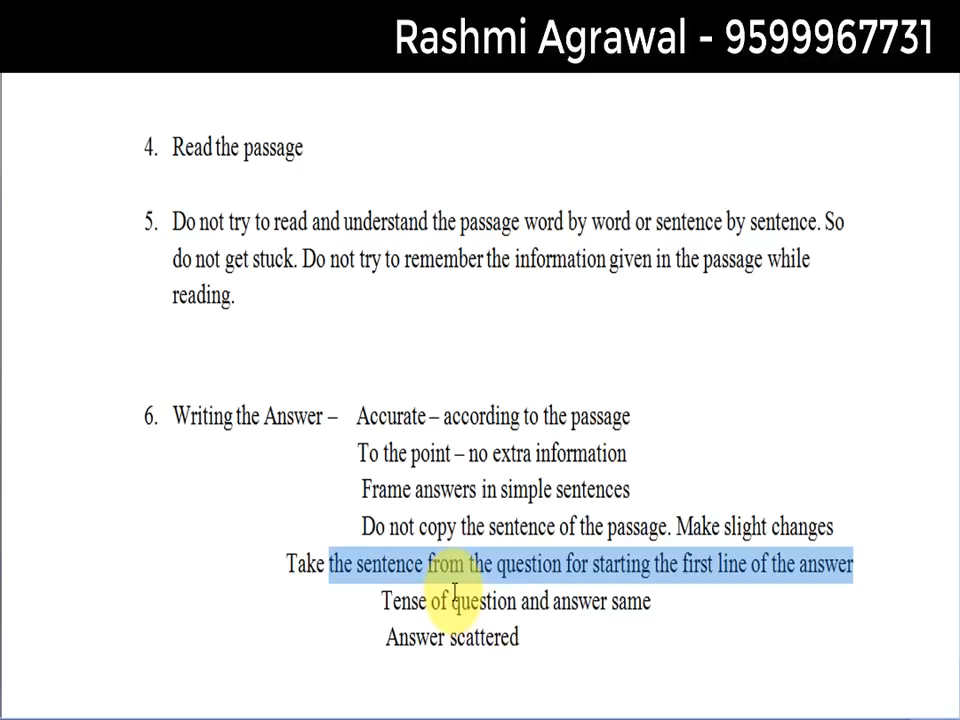 Rashmi Agrawal - 9599967731
4. Read the passage
5. Do not try to read and understand the passage word by word or sentence by sentence. So
do not get stuck. Do not try to remember the information given in the passage while
reading.
6. Writing the Answer – Accurate – according to the passage
To the point – no extra information
Frame answers in simple sentences
Do not copy the sentence of the passage. Make slight changes
Take the sentence from the question for starting the first line of the answer
Tense of question and answer same
Answer scattered